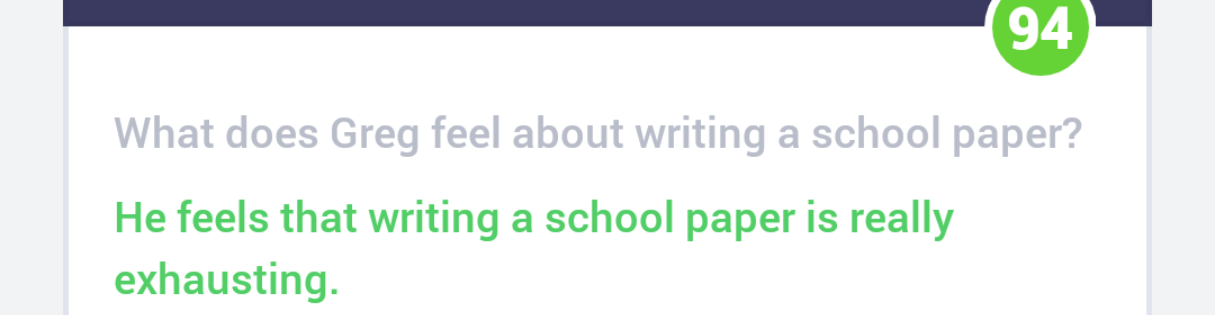 94
What does Greg feel about writing a school paper?
He feels that writing a school paper is really
exhausting.